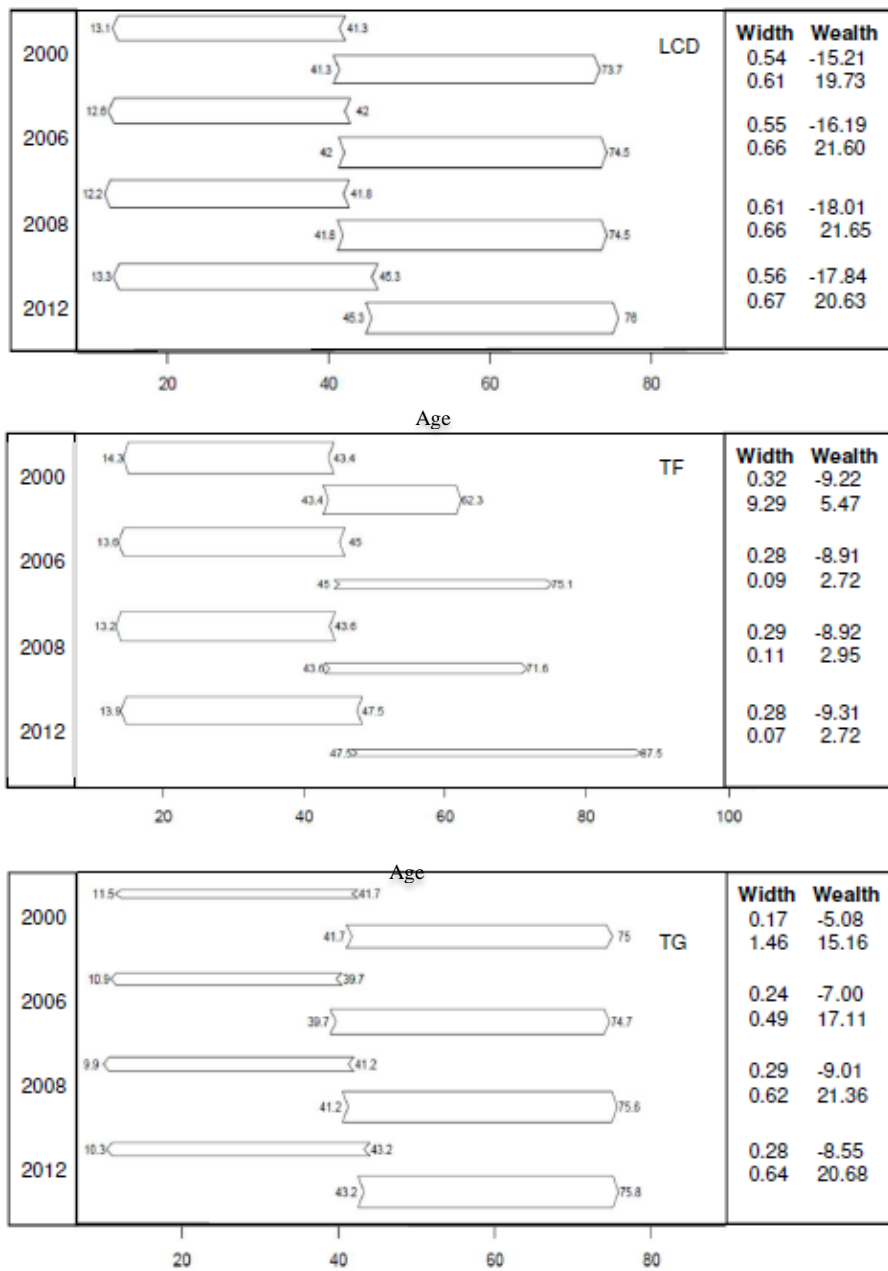 Width Wealth
13.1 41.3
2000 LCD 0.54 -15.21
41.3 73.7 0.61 19.73
12.6 42
2006 0.55 -16.19
42 74.5 0.66 21.60
12.2 41.8
2008 0.61 -18.01
41.8 74.5 0.66 21.65
13.3 45.3
2012 0.56 -17.84
45.3 76 0.67 20.63
20 40 60 80
Age
Width Wealth
14.3 43.4
2000 TF 0.32 -9.22
43.4 62.3 9.29 5.47
13.6 45
2006 0.28 -8.91
45 75.1 0.09 2.72
13.2 43.6
2008 0.29 -8.92
43.6 71.6 0.11 2.95
13.9 47.5
2012 0.28 -9.31
47.5 87.5 0.07 2.72
20 40 60 80 100
Age
Width Wealth
11.5 41.7
2000 0.17 -5.08
41.7 75 TG 1.46 15.16
10.9 39.7
2006 0.24 -7.00
39.7 74.7 0.49 17.11
9.9 41.2
2008 0.29 -9.01
41.2 75.6 0.62 21.36
10.3 43.2
2012 0.28 -8.55
43.2 75.8 0.64 20.68
20 40 60 80